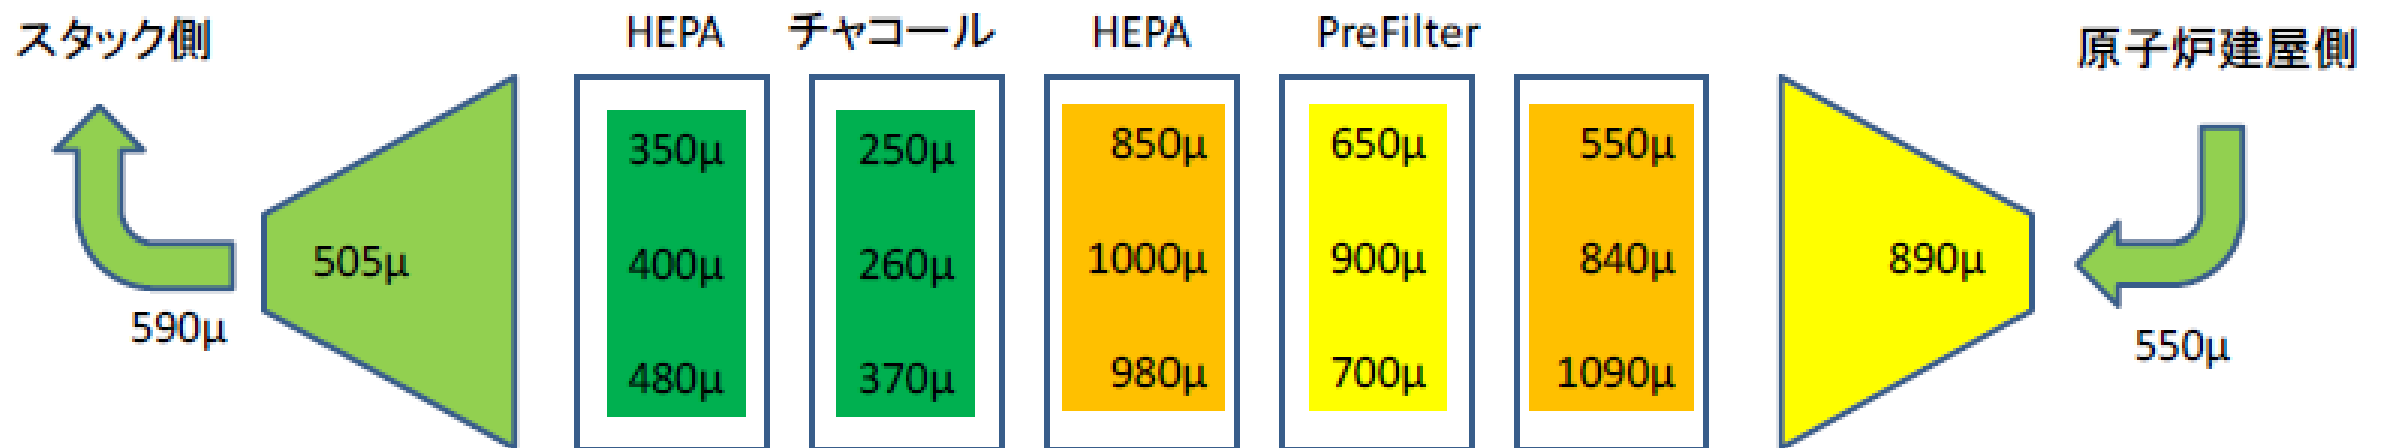 スタック側
HEPA
チャコール
HEPA
PreFilter
原子炉建屋側
350μ
250μ
850μ
650μ
550μ
505μ
400μ
260μ
1000μ
900μ
840μ
890μ
590μ
550μ
480μ
370μ
980μ
700μ
1090μ